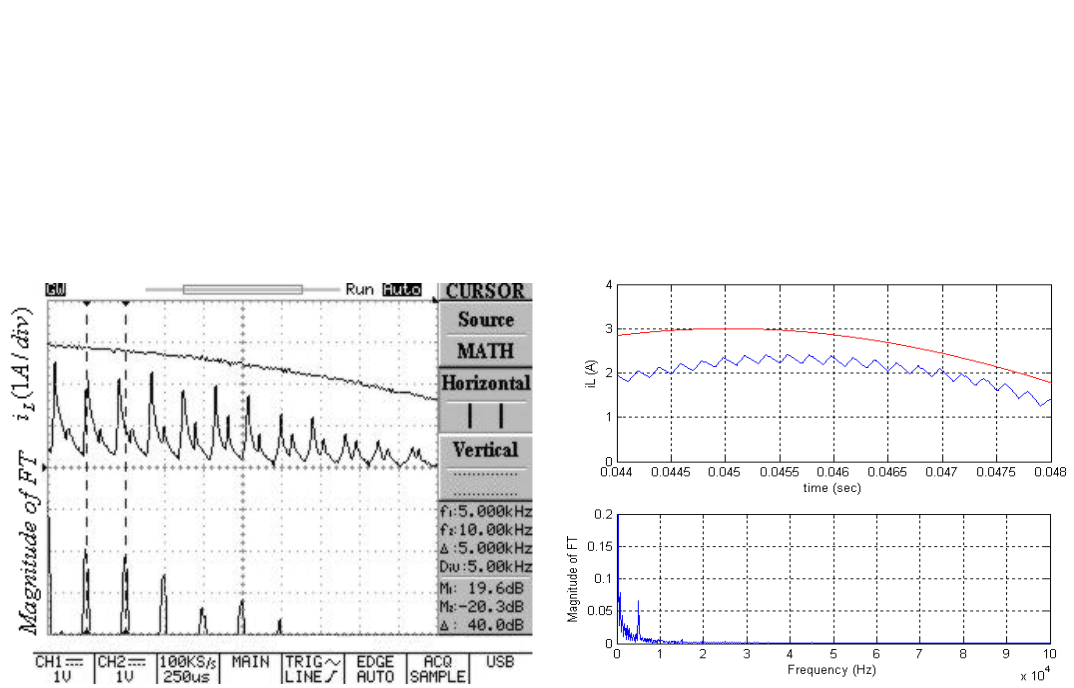 GW Run Auto
CURSOR
Source
MATH
Horizontal
Vertical
f₁:5.000kHz
f₂:10.00kHz
Δ:5.000kHz
Div:5.00kHz
M₁: 19.6dB
M₂:-20.3dB
Δ: 40.0dB
i_L(1A/div)
Magnitude of FT
CH1 1V
CH2 1V
100KS/s 250us
MAIN
TRIG LINE
EDGE AUTO
ACQ SAMPLE
USB
iL (A)
4
3
2
1
0
0.044 0.0445 0.045 0.0455 0.046 0.0465 0.047 0.0475 0.048
time (sec)
Magnitude of FT
0.2
0.15
0.1
0.05
0
0 1 2 3 4 5 6 7 8 9 10
Frequency (Hz)
x 10⁴